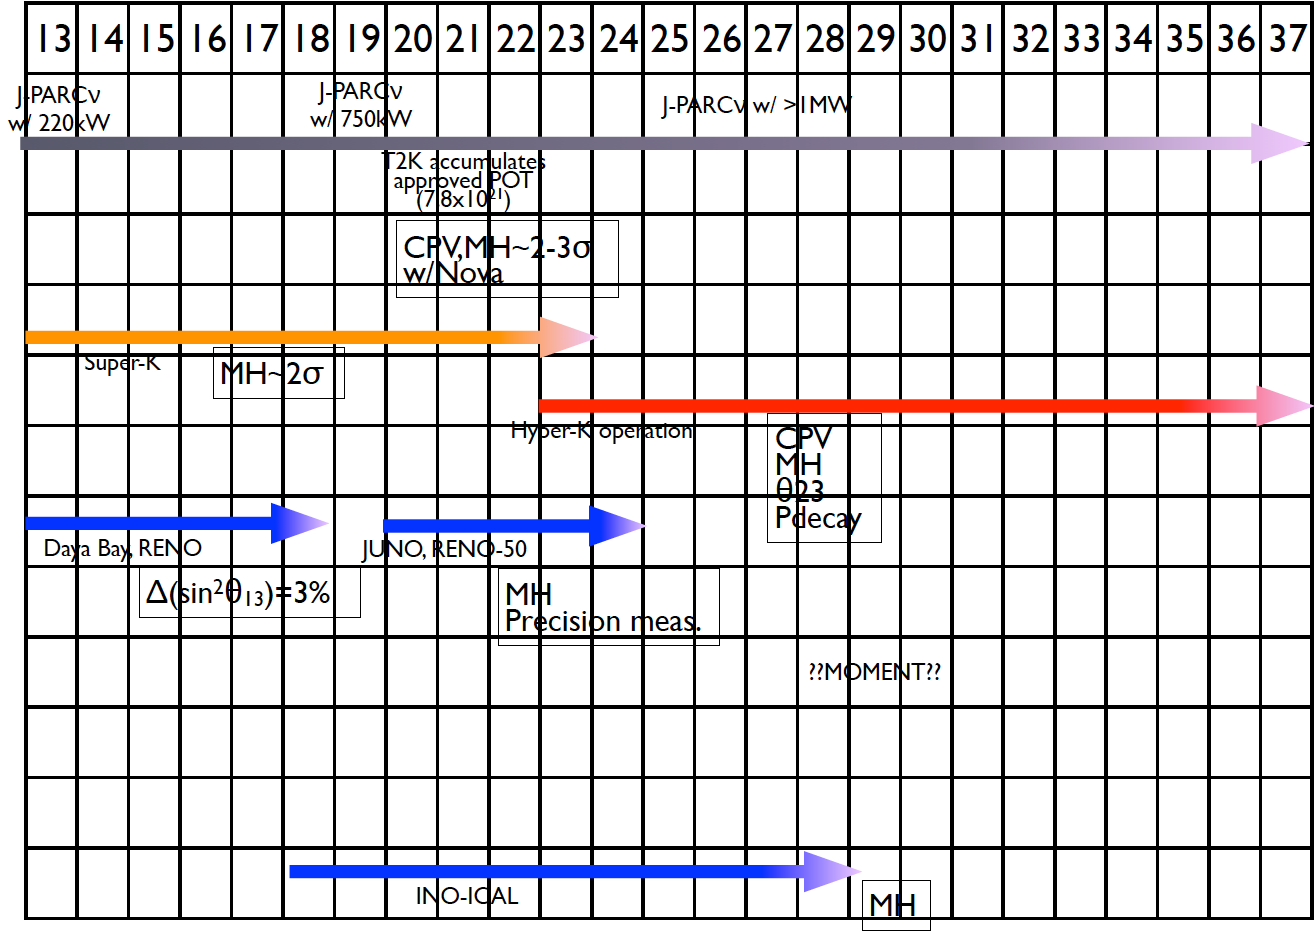 13 14 15 16 17 18 19 20 21 22 23 24 25 26 27 28 29 30 31 32 33 34 35 36 37
J-PARCν
w/ 220kW
J-PARCν
w/ 750kW
J-PARCν w/ >1MW
T2K accumulates
approved POT
(7.8x10²¹)
CPV,MH~2-3σ
w/Nova
Super-K
MH~2σ
Hyper-K operation
CPV
MH
θ23
Pdecay
Daya Bay, RENO
Δ(sin²θ₁₃)=3%
JUNO, RENO-50
MH
Precision meas.
??MOMENT??
INO-ICAL
MH